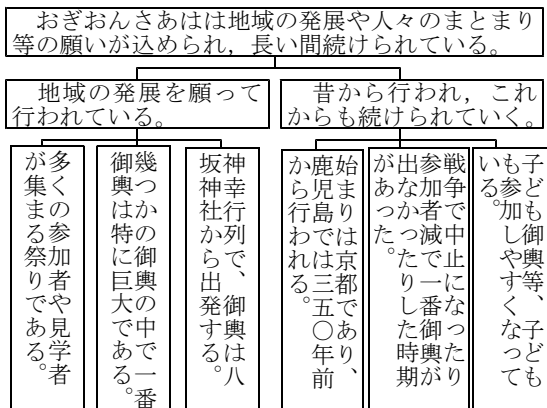 おぎおんさあはは地域の発展や人々のまとまり
等の願いが込められ，長い間続けられている。
地域の発展を願って
行われている。
昔から行われ，これ
からも続けられていく。
子ども御輿等、子ども
も参加しやすくなって
いる。
戦争で中止になったり
参加者減で一番御輿が
出なかったりした時期
があった。
始まりは京都であり、
鹿児島では三五〇年前
から行われる。
神幸行列で、御輿は八
坂神社から出発する。
幾つかの御輿の中で一番
御輿は特に巨大である。
多くの参加者や見学者
が集まる祭りである。